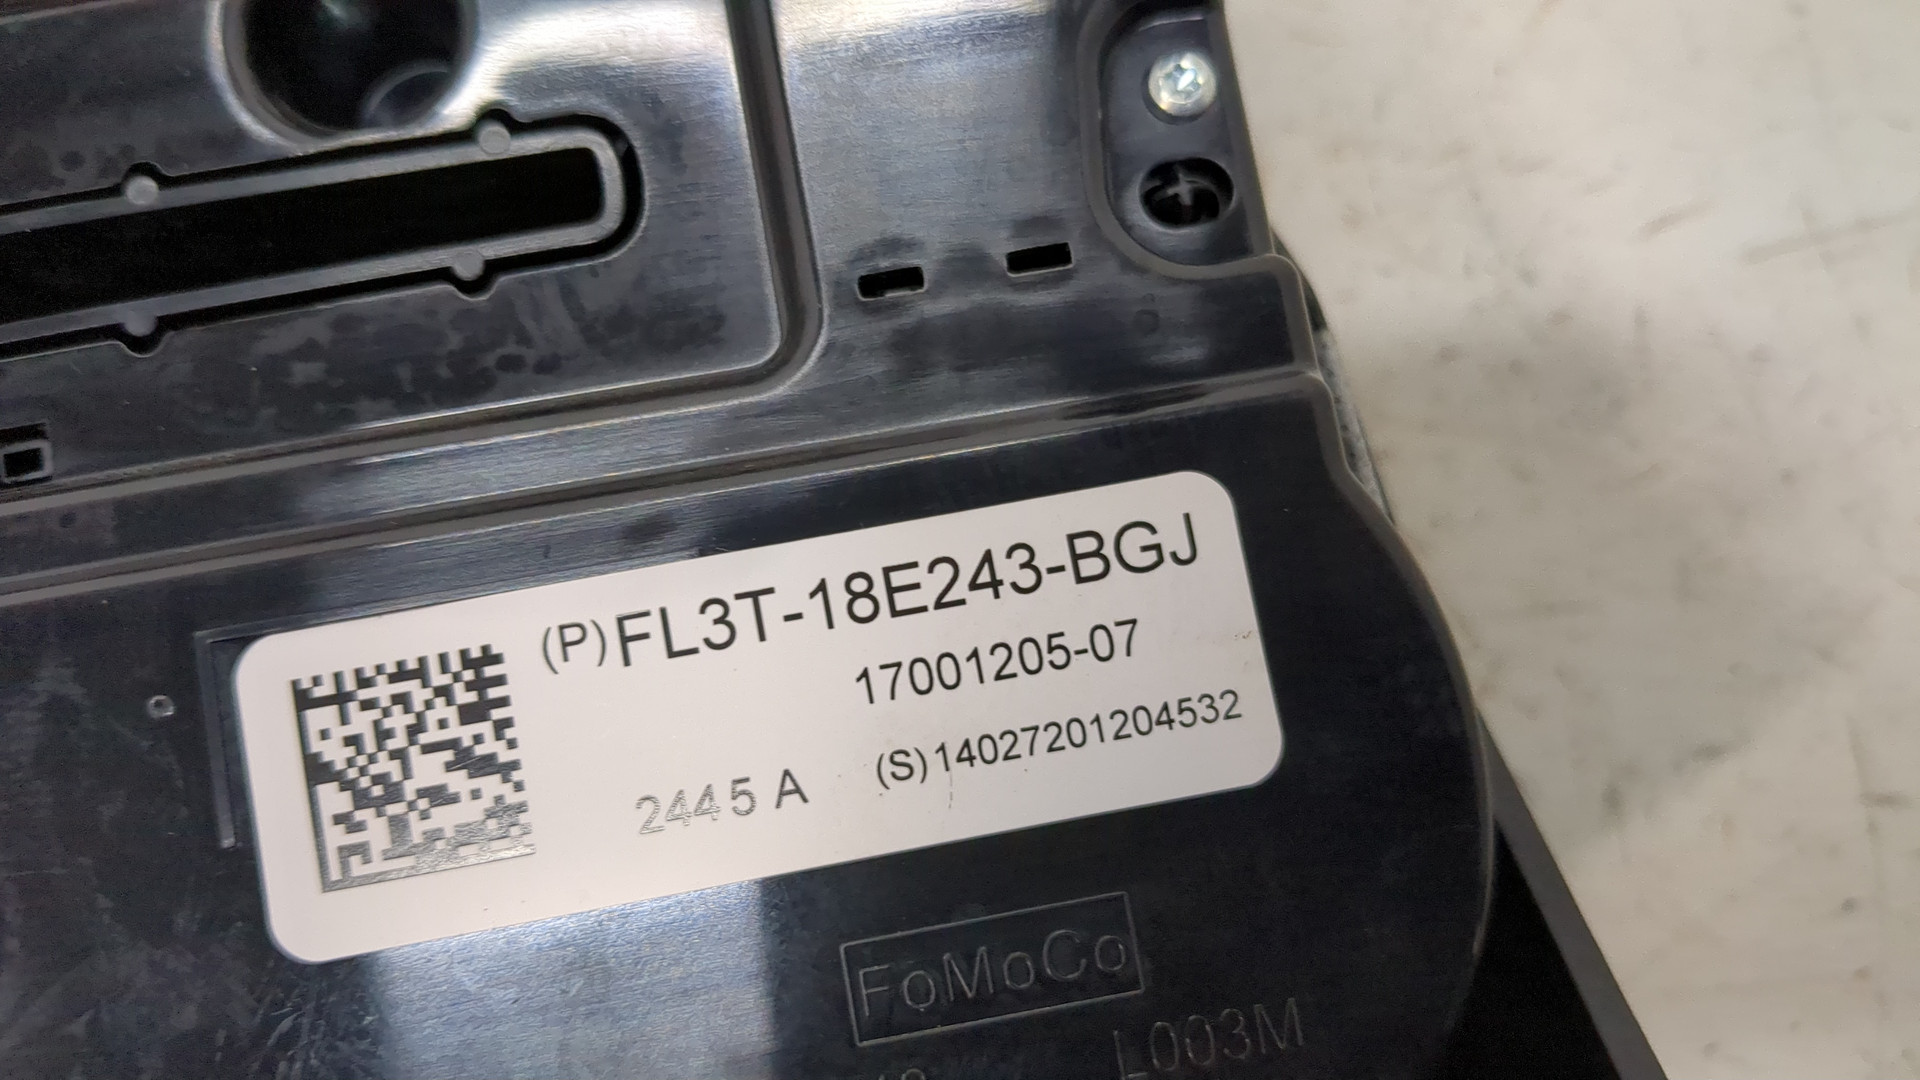 (P)FL3T-18E243-BGJ
17001205-07
(S)14027201204532
2445 A
FoMoCo
L003M